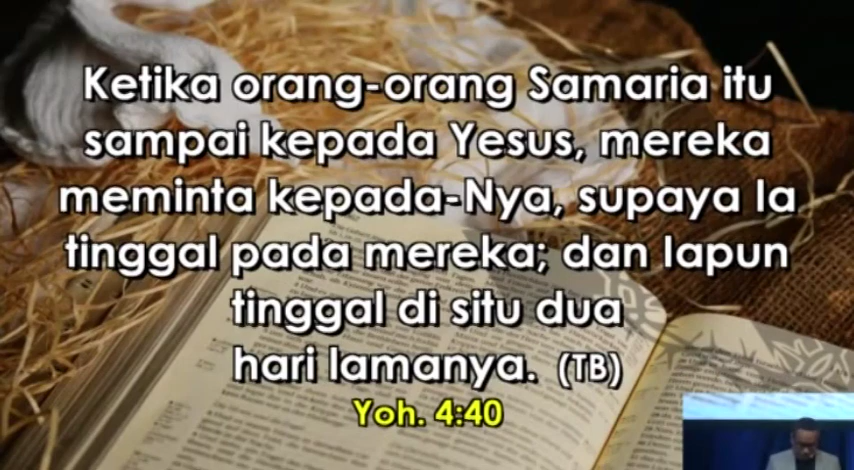 Ketika orang-orang Samaria itu
sampai kepada Yesus, mereka
meminta kepada-Nya, supaya Ia
tinggal pada mereka; dan Iapun
tinggal di situ dua
hari lamanya. (TB)
Yoh. 4:40